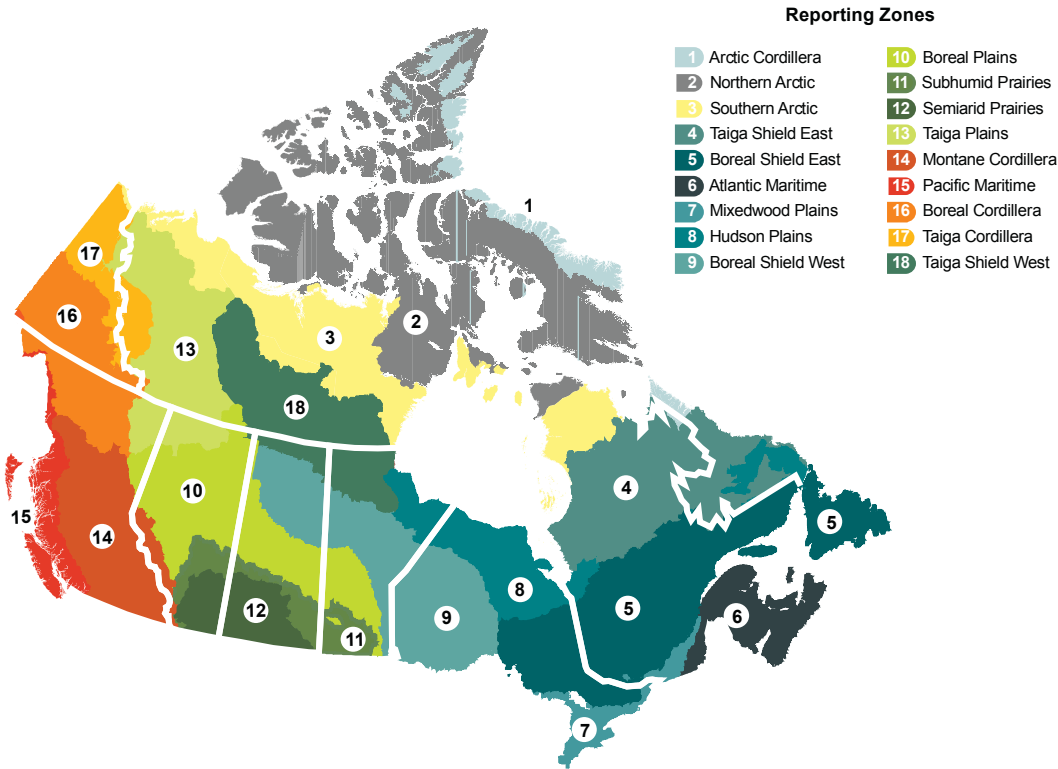 Reporting Zones
1 Arctic Cordillera
2 Northern Arctic
3 Southern Arctic
4 Taiga Shield East
5 Boreal Shield East
6 Atlantic Maritime
7 Mixedwood Plains
8 Hudson Plains
9 Boreal Shield West
10 Boreal Plains
11 Subhumid Prairies
12 Semiarid Prairies
13 Taiga Plains
14 Montane Cordillera
15 Pacific Maritime
16 Boreal Cordillera
17 Taiga Cordillera
18 Taiga Shield West
1
17
16
2
3
13
18
4
10
15
5
14
8
12
5
9
6
11
7